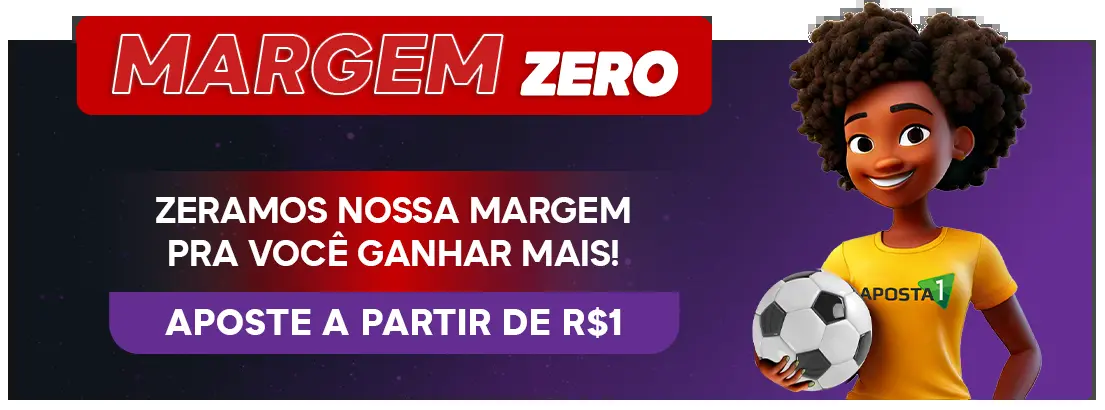 MARGEM ZERO
ZERAMOS NOSSA MARGEM
PRA VOCÊ GANHAR MAIS!
APOSTE A PARTIR DE R$1
APOSTA1